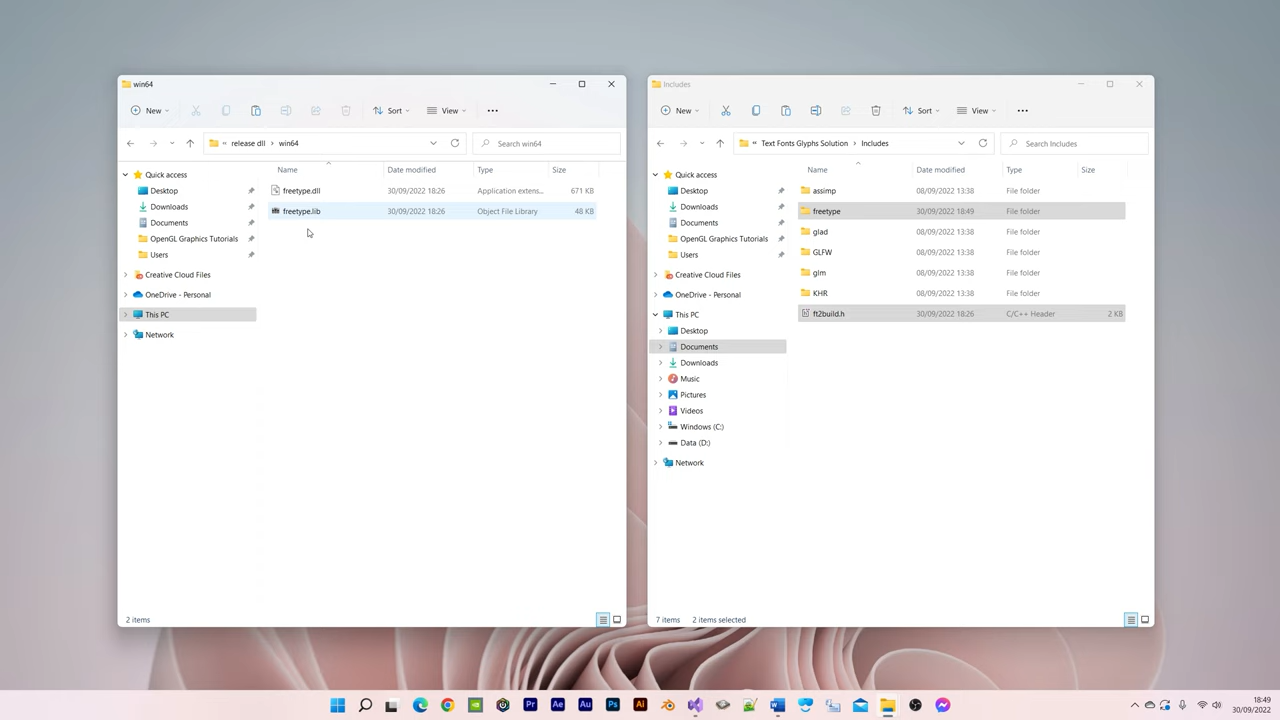 win64
New
Sort
View
release dll
win64
Search win64
Quick access
Desktop
Downloads
Documents
OpenGL Graphics Tutorials
Users
Creative Cloud Files
OneDrive - Personal
This PC
Network
Name Date modified Type Size
freetype.dll 30/09/2022 18:26 Application extens... 671 KB
freetype.lib 30/09/2022 18:26 Object File Library 48 KB
2 items
Includes
New
Sort
View
Text Fonts Glyphs Solution
Includes
Search Includes
Quick access
Desktop
Downloads
Documents
OpenGL Graphics Tutorials
Users
Creative Cloud Files
OneDrive - Personal
This PC
Desktop
Documents
Downloads
Music
Pictures
Videos
Windows (C:)
Data (D:)
Network
Name Date modified Type Size
assimp 08/09/2022 13:38 File folder
freetype 30/09/2022 18:49 File folder
glad 08/09/2022 13:38 File folder
GLFW 08/09/2022 13:38 File folder
glm 08/09/2022 13:38 File folder
KHR 08/09/2022 13:38 File folder
ft2build.h 30/09/2022 18:26 C/C++ Header 2 KB
7 items 2 items selected
Pr
Ae
Au
Ps
Ai
18:49
30/09/2022